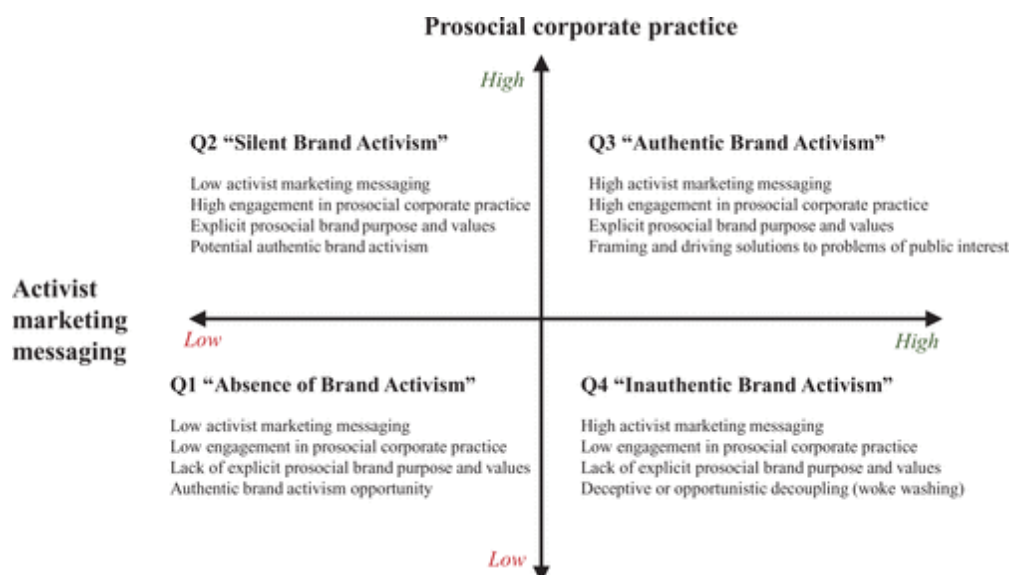 Prosocial corporate practice
High
Q2 “Silent Brand Activism”
Low activist marketing messaging
High engagement in prosocial corporate practice
Explicit prosocial brand purpose and values
Potential authentic brand activism
Q3 “Authentic Brand Activism”
High activist marketing messaging
High engagement in prosocial corporate practice
Explicit prosocial brand purpose and values
Framing and driving solutions to problems of public interest
Activist
marketing
messaging
Low
High
Q1 “Absence of Brand Activism”
Low activist marketing messaging
Low engagement in prosocial corporate practice
Lack of explicit prosocial brand purpose and values
Authentic brand activism opportunity
Q4 “Inauthentic Brand Activism”
High activist marketing messaging
Low engagement in prosocial corporate practice
Lack of explicit prosocial brand purpose and values
Deceptive or opportunistic decoupling (woke washing)
Low